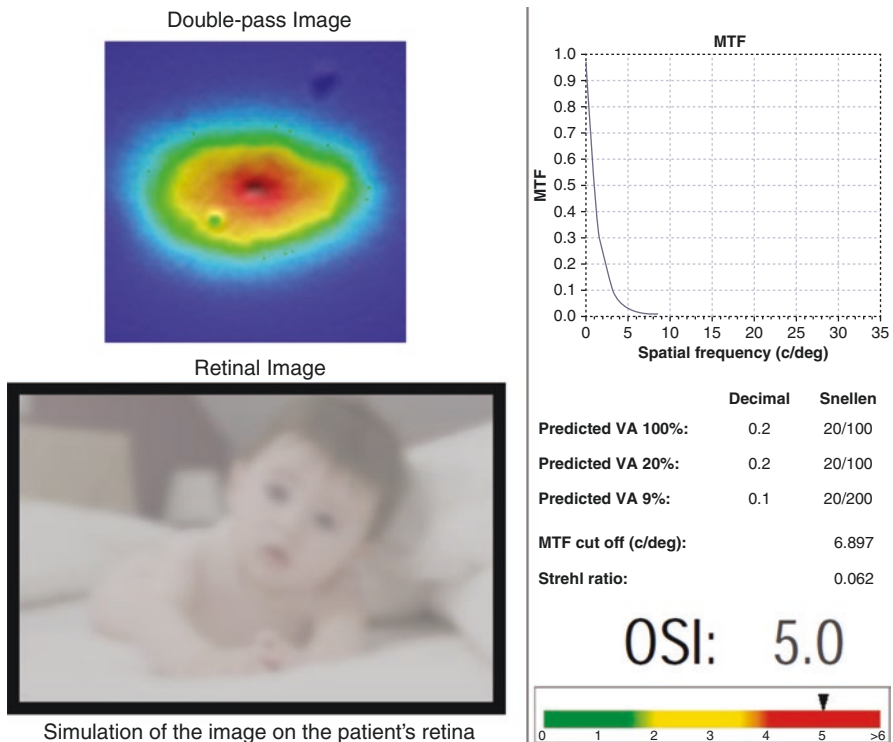 Double-pass Image
Retinal Image
Simulation of the image on the patient's retina
MTF
MTF
1.0
0.9
0.8
0.7
0.6
0.5
0.4
0.3
0.2
0.1
0.0
0 5 10 15 20 25 30 35
Spatial frequency (c/deg)
Decimal Snellen
Predicted VA 100%: 0.2 20/100
Predicted VA 20%: 0.2 20/100
Predicted VA 9%: 0.1 20/200
MTF cut off (c/deg): 6.897
Strehl ratio: 0.062
OSI: 5.0
0 1 2 3 4 5 >6